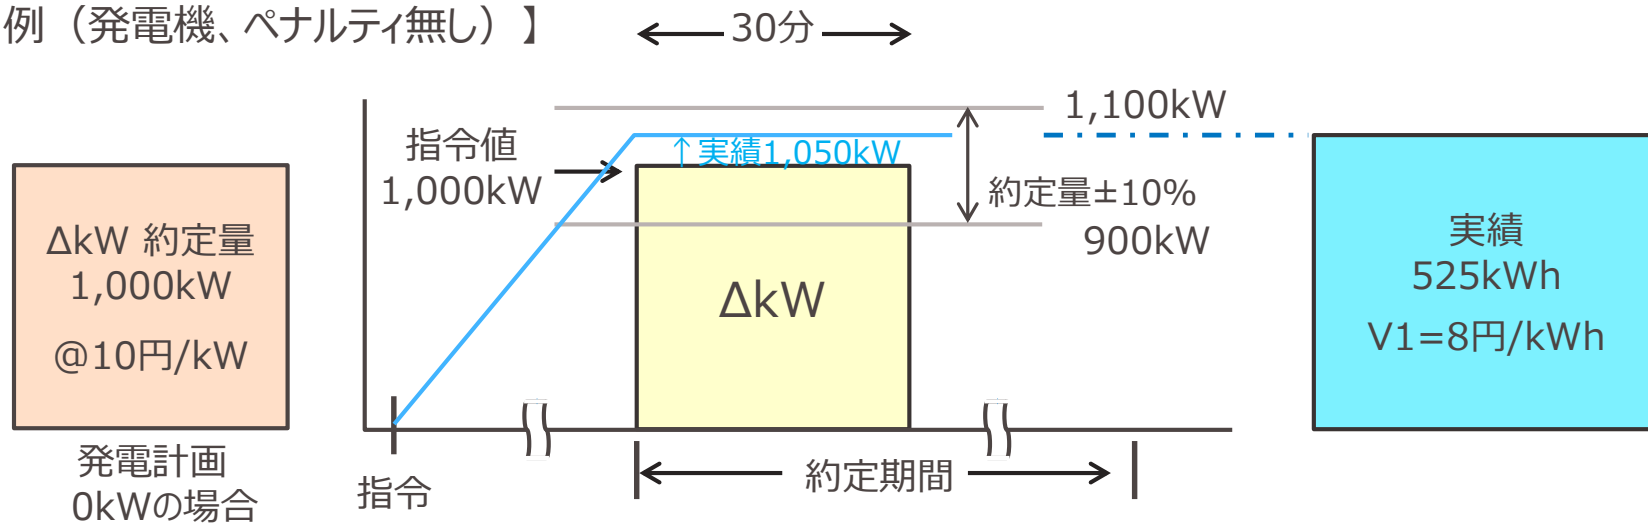 例（発電機、ペナルティ無し）】
30分
1,100kW
指令値
1,000kW
↑実績1,050kW
約定量±10%
900kW
ΔkW 約定量
1,000kW
@10円/kW
ΔkW
実績
525kWh
V1=8円/kWh
発電計画
0kWの場合
指令
約定期間